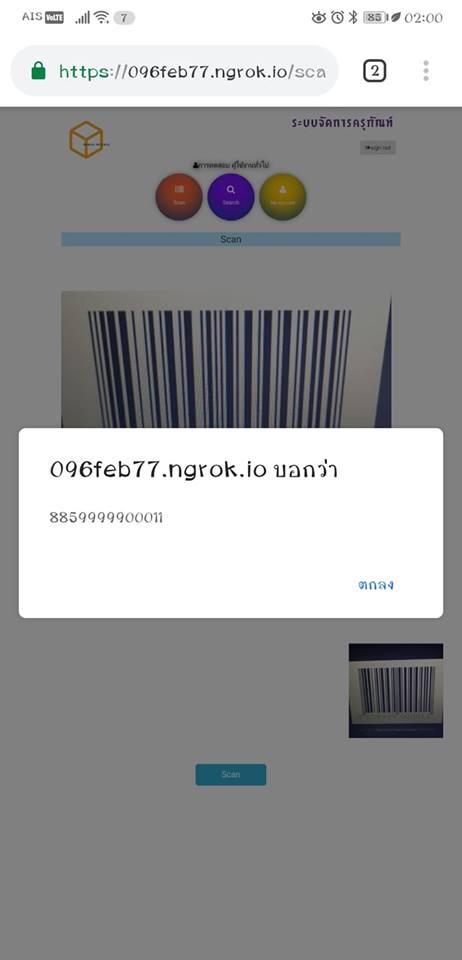 AIS VoLTE 7 85 02:00
https://096feb77.ngrok.io/sca 2
ระบบจัดการครุภัณฑ์
sign out
การทดสอบ ผู้ใช้งานทั่วไป
Scan Search My account
Scan
096feb77.ngrok.io บอกว่า
8859999900011
ตกลง
Scan